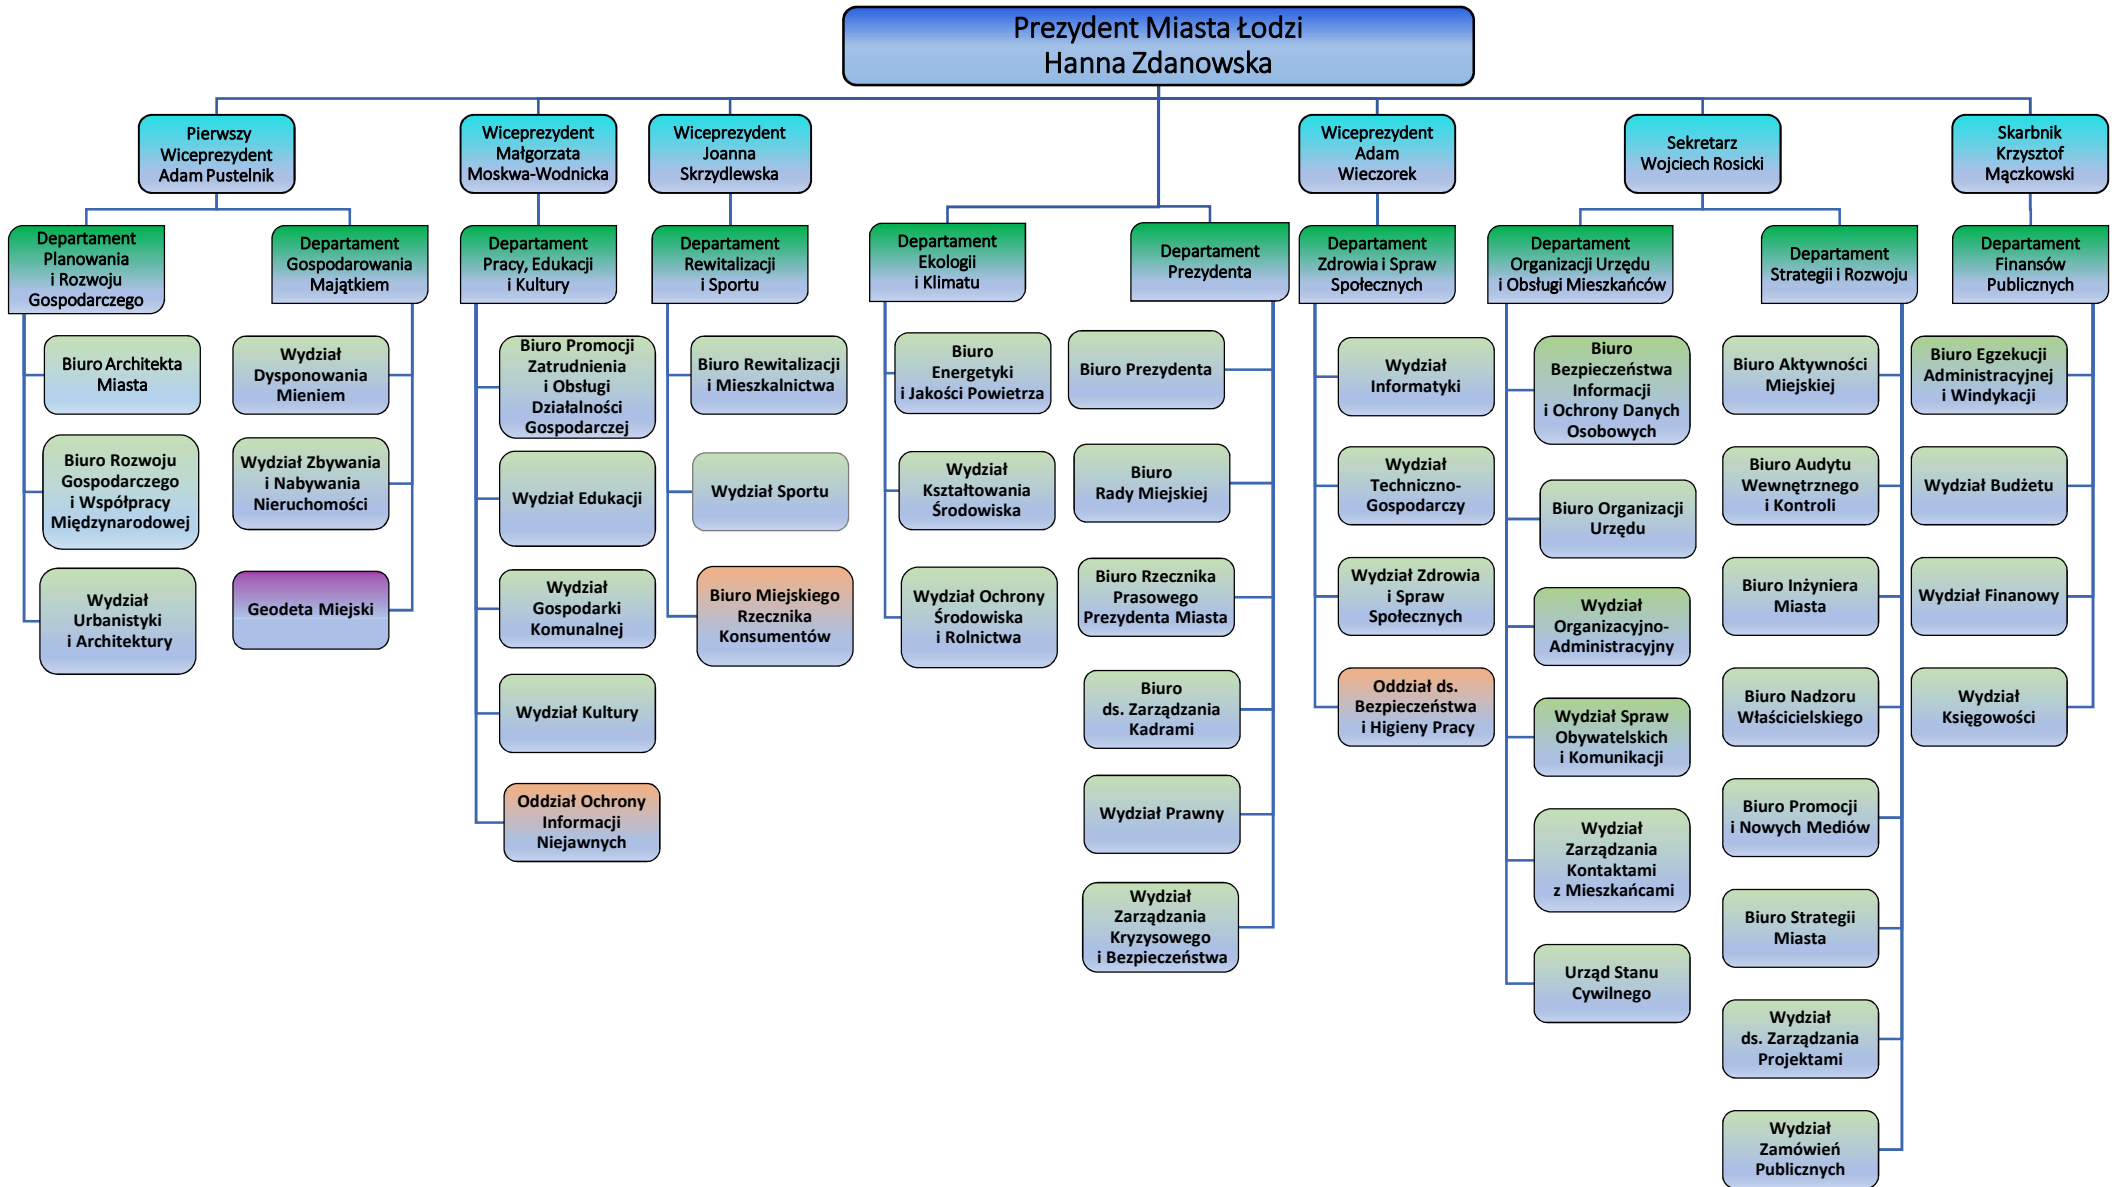 Prezydent Miasta Łodzi
Hanna Zdanowska
Pierwszy
Wiceprezydent
Adam Pustelnik
Wiceprezydent
Małgorzata
Moskwa-Wodnicka
Wiceprezydent
Joanna
Skrzydlewska
Wiceprezydent
Adam
Wieczorek
Sekretarz
Wojciech Rosicki
Skarbnik
Krzysztof
Mączkowski
Departament
Planowania
i Rozwoju
Gospodarczego
Departament
Gospodarowania
Majątkiem
Departament
Pracy, Edukacji
i Kultury
Departament
Rewitalizacji
i Sportu
Departament
Ekologii
i Klimatu
Departament
Prezydenta
Departament
Zdrowia i Spraw
Społecznych
Departament
Organizacji Urzędu
i Obsługi Mieszkańców
Departament
Strategii i Rozwoju
Departament
Finansów
Publicznych
Biuro Architekta
Miasta
Biuro Rozwoju
Gospodarczego
i Współpracy
Międzynarodowej
Wydział
Urbanistyki
i Architektury
Wydział
Dysponowania
Mieniem
Wydział Zbywania
i Nabywania
Nieruchomości
Geodeta Miejski
Biuro Promocji
Zatrudnienia
i Obsługi
Działalności
Gospodarczej
Wydział Edukacji
Wydział
Gospodarki
Komunalnej
Wydział Kultury
Oddział Ochrony
Informacji
Niejawnych
Biuro Rewitalizacji
i Mieszkalnictwa
Wydział Sportu
Biuro Miejskiego
Rzecznika
Konsumentów
Biuro
Energetyki
i Jakości Powietrza
Wydział
Kształtowania
Środowiska
Wydział Ochrony
Środowiska
i Rolnictwa
Biuro Prezydenta
Biuro
Rady Miejskiej
Biuro Rzecznika
Prasowego
Prezydenta Miasta
Biuro
ds. Zarządzania
Kadrami
Wydział Prawny
Wydział
Zarządzania
Kryzysowego
i Bezpieczeństwa
Wydział
Informatyki
Wydział
Techniczno-
Gospodarczy
Wydział Zdrowia
i Spraw
Społecznych
Oddział ds.
Bezpieczeństwa
i Higieny Pracy
Biuro
Bezpieczeństwa
Informacji
i Ochrony Danych
Osobowych
Biuro Organizacji
Urzędu
Wydział
Organizacyjno-
Administracyjny
Wydział Spraw
Obywatelskich
i Komunikacji
Wydział
Zarządzania
Kontaktami
z Mieszkańcami
Urząd Stanu
Cywilnego
Biuro Aktywności
Miejskiej
Biuro Audytu
Wewnętrznego
i Kontroli
Biuro Inżyniera
Miasta
Biuro Nadzoru
Właścicielskiego
Biuro Promocji
i Nowych Mediów
Biuro Strategii
Miasta
Wydział
ds. Zarządzania
Projektami
Wydział
Zamówień
Publicznych
Biuro Egzekucji
Administracyjnej
i Windykacji
Wydział Budżetu
Wydział Finansowy
Wydział
Księgowości